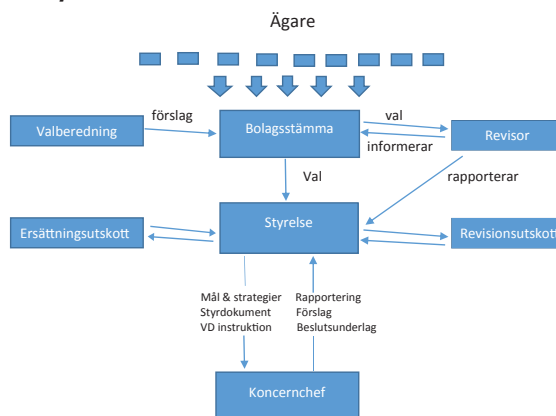 Ägare
förslag
val
Valberedning
Bolagsstämma
Revisor
informerar
Val
rapporterar
Ersättningsutskott
Styrelse
Revisionsutskott
Mål & strategier
Styrdokument
VD instruktion
Rapportering
Förslag
Beslutsunderlag
Koncernchef